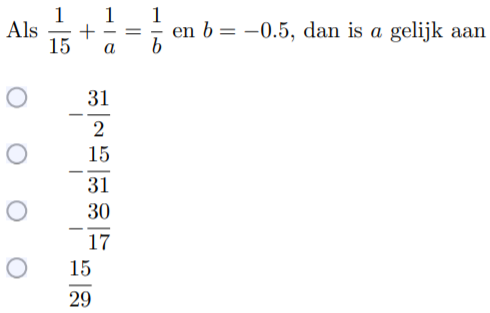 Als 1/15 + 1/a = 1/b en b = −0.5, dan is a gelijk aan
−31/2
−15/31
−30/17
15/29